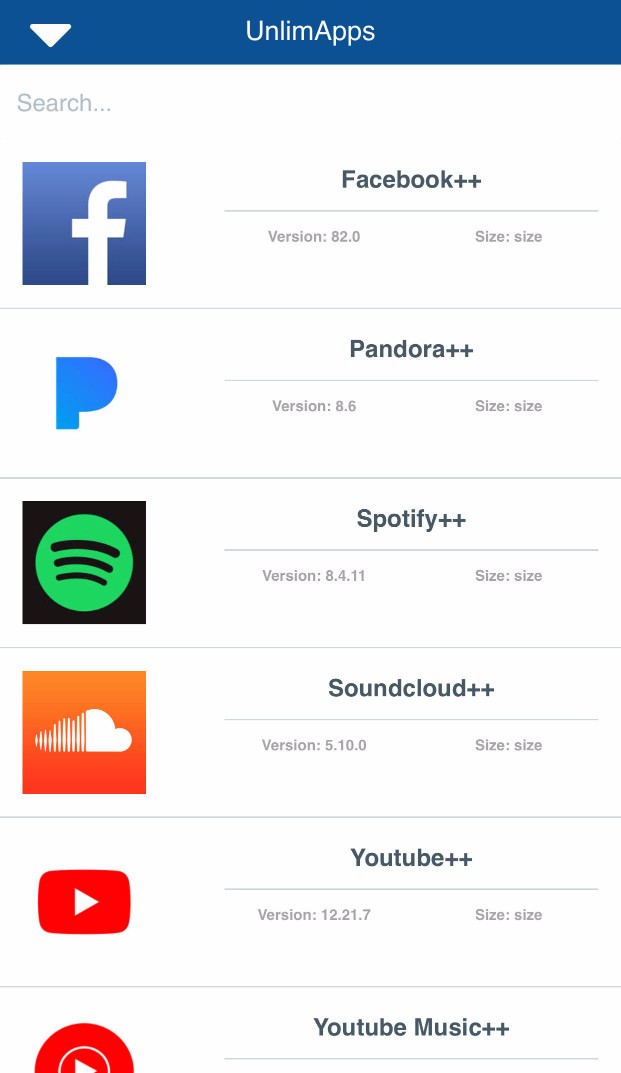 UnlimApps
Search...
Facebook++
Version: 82.0 Size: size
Pandora++
Version: 8.6 Size: size
Spotify++
Version: 8.4.11 Size: size
Soundcloud++
Version: 5.10.0 Size: size
Youtube++
Version: 12.21.7 Size: size
Youtube Music++